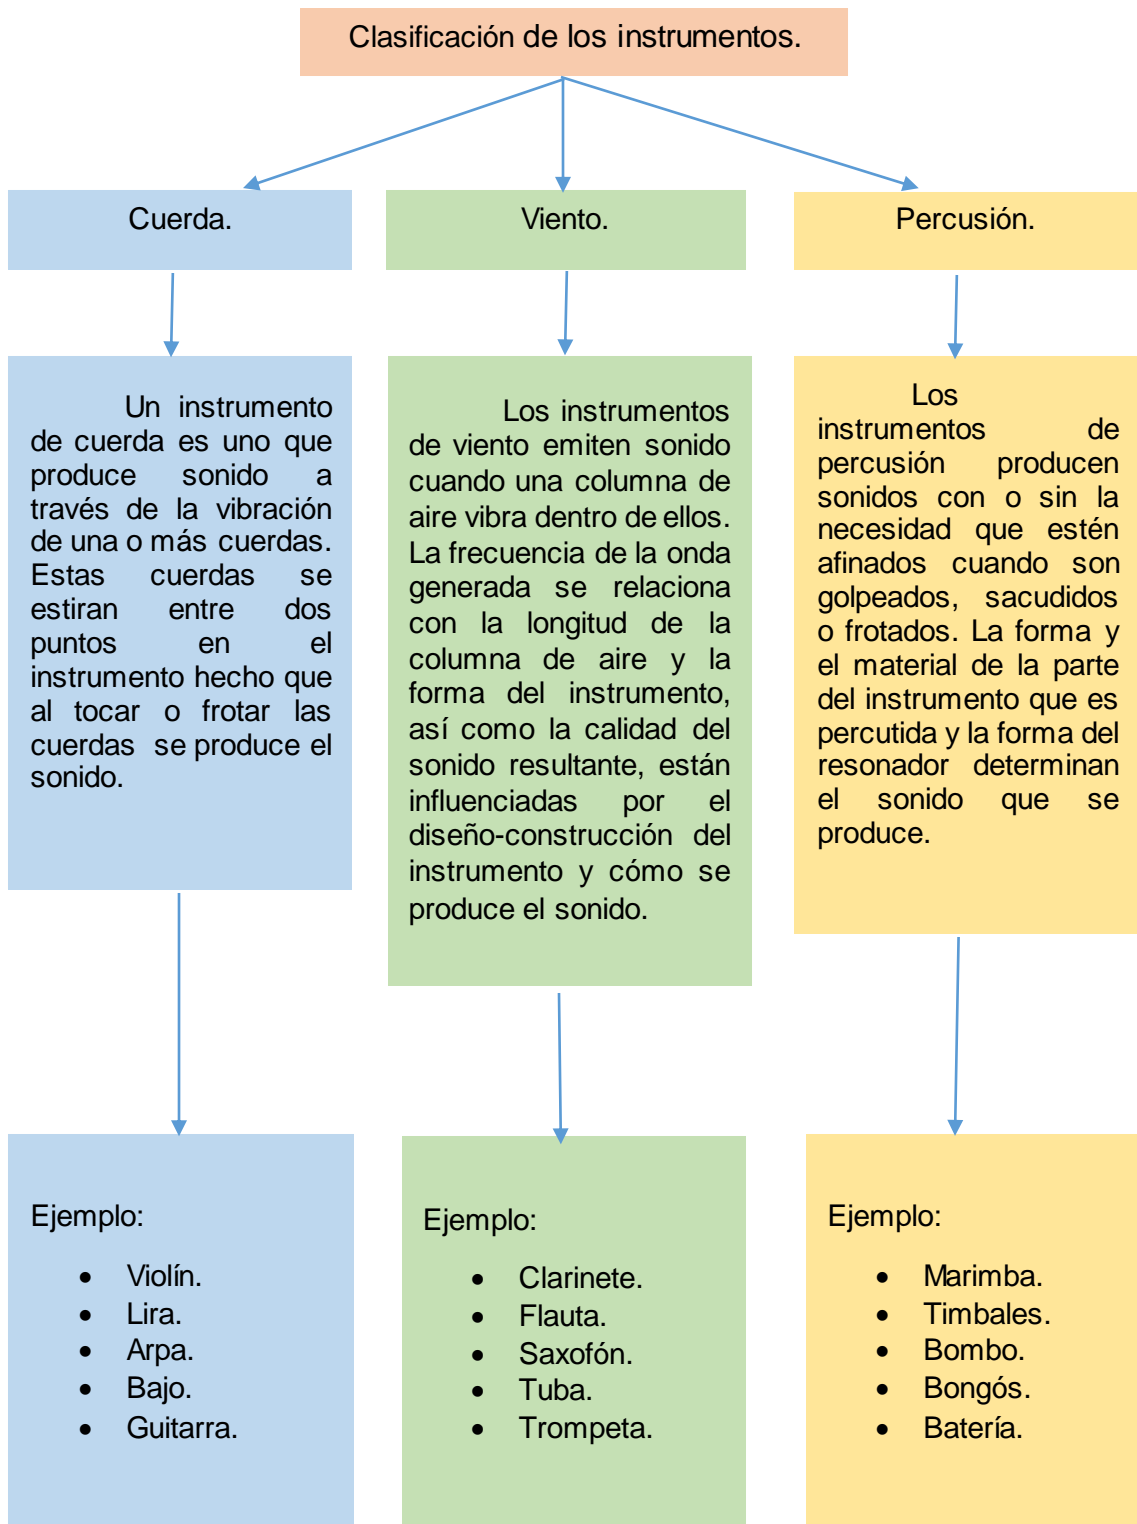 Clasificación de los instrumentos.
Cuerda.
Viento.
Percusión.
Un instrumento
de cuerda es uno que
produce sonido a
través de la vibración
de una o más cuerdas.
Estas cuerdas se
estiran entre dos
puntos en el
instrumento hecho que
al tocar o frotar las
cuerdas se produce el
sonido.
Los instrumentos
de viento emiten sonido
cuando una columna de
aire vibra dentro de ellos.
La frecuencia de la onda
generada se relaciona
con la longitud de la
columna de aire y la
forma del instrumento,
así como la calidad del
sonido resultante, están
influenciadas por el
diseño-construcción del
instrumento y cómo se
produce el sonido.
Los
instrumentos de
percusión producen
sonidos con o sin la
necesidad que estén
afinados cuando son
golpeados, sacudidos
o frotados. La forma y
el material de la parte
del instrumento que es
percutida y la forma del
resonador determinan
el sonido que se
produce.
Ejemplo:
• Violín.
• Lira.
• Arpa.
• Bajo.
• Guitarra.
Ejemplo:
• Clarinete.
• Flauta.
• Saxofón.
• Tuba.
• Trompeta.
Ejemplo:
• Marimba.
• Timbales.
• Bombo.
• Bongós.
• Batería.